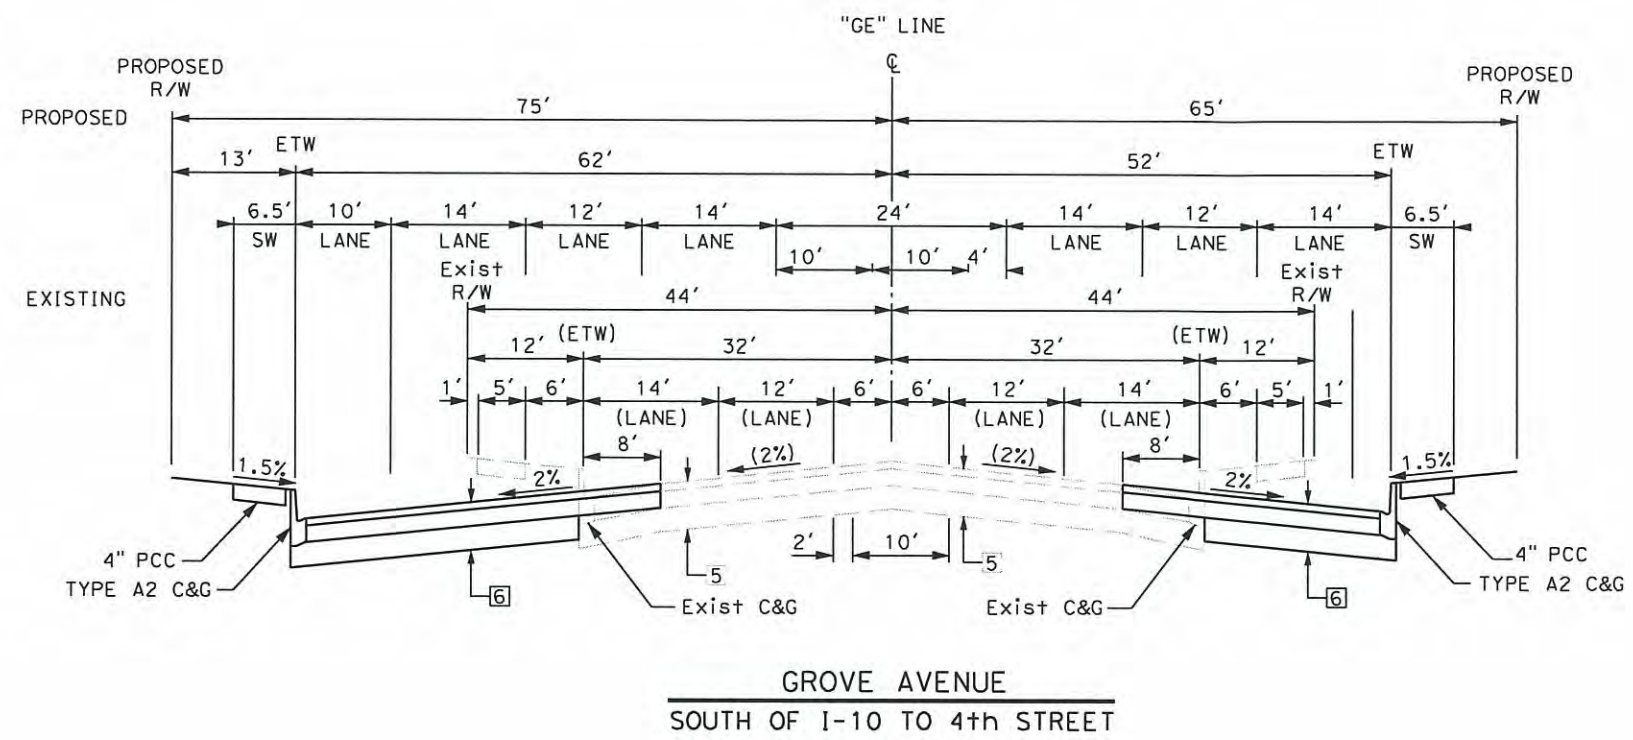 "GE" LINE
℄
PROPOSED
R/W
PROPOSED
R/W
PROPOSED
75' 65'
ETW ETW
13' 62' 52'
6.5' 10' 14' 12' 14' 24' 14' 12' 14' 6.5'
SW LANE LANE LANE LANE LANE LANE LANE SW
10' 10' 4'
Exist
R/W
Exist
R/W
EXISTING
44' 44'
(ETW) (ETW)
12' 32' 32' 12'
1' 5' 6' 14' 12' 6' 6' 12' 14' 6' 5' 1'
(LANE) (LANE) (LANE) (LANE)
8' 8'
1.5% 2% (2%) (2%) 2% 1.5%
2' 10'
4" PCC
TYPE A2 C&G
6
Exist C&G
5
5
Exist C&G
6
4" PCC
TYPE A2 C&G
GROVE AVENUE
SOUTH OF I-10 TO 4th STREET